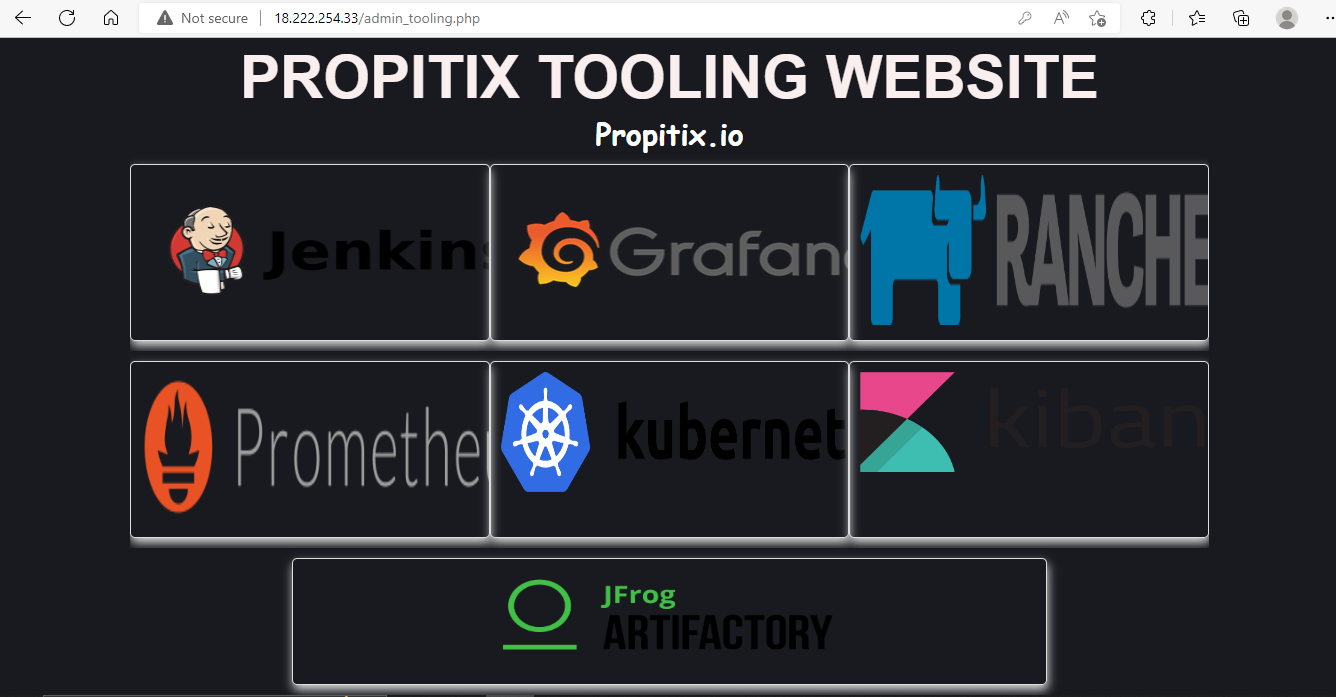 Not secure 18.222.254.33/admin_tooling.php
PROPITIX TOOLING WEBSITE
Propitix.io
Jenkins Grafan RANCHE
Promethe kubernet kiban
JFrog
ARTIFACTORY